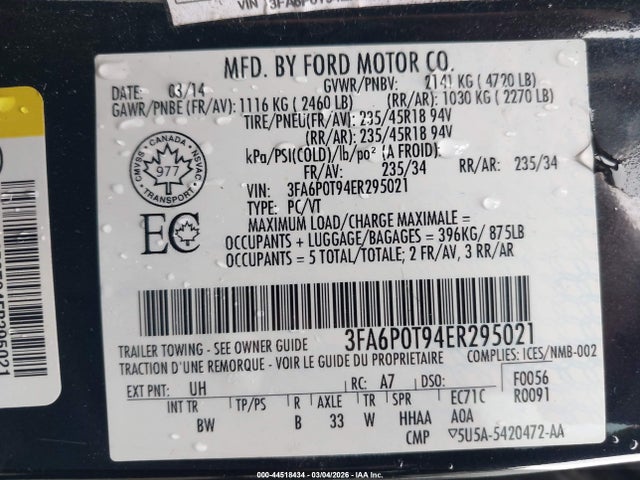 MFD. BY FORD MOTOR CO.
DATE: 03/14 GVWR/PNBV: 2141 KG ( 4720 LB)
GAWR/PNBE (FR/AV): 1116 KG ( 2460 LB) (RR/AR): 1030 KG ( 2270 LB)
TIRE/PNEU(FR/AV): 235/45R18 94V
(RR/AR): 235/45R18 94V
kPa/PSI(COLD)/lb/po² (A FROID):
FR/AV: 235/34 RR/AR: 235/34
VIN: 3FA6P0T94ER295021
TYPE: PC/VT
MAXIMUM LOAD/CHARGE MAXIMALE =
OCCUPANTS + LUGGAGE/BAGAGES = 396KG/ 875LB
OCCUPANTS = 5 TOTAL/TOTALE; 2 FR/AV, 3 RR/AR
CANADA
CMVSS NSVAC
977
TRANSPORT
EC
3FA6P0T94ER295021
TRAILER TOWING - SEE OWNER GUIDE
TRACTION D'UNE REMORQUE - VOIR LE GUIDE DU PROPRIETAIRE COMPLIES: ICES/NMB-002
EXT PNT: UH RC: A7 DSO: F0056
INT TR TP/PS R AXLE TR SPR EC71C R0091
BW B 33 W HHAA AOA
CMP 5U5A-5420472-AA
000-44518434 - 03/04/2026 - IAA Inc.